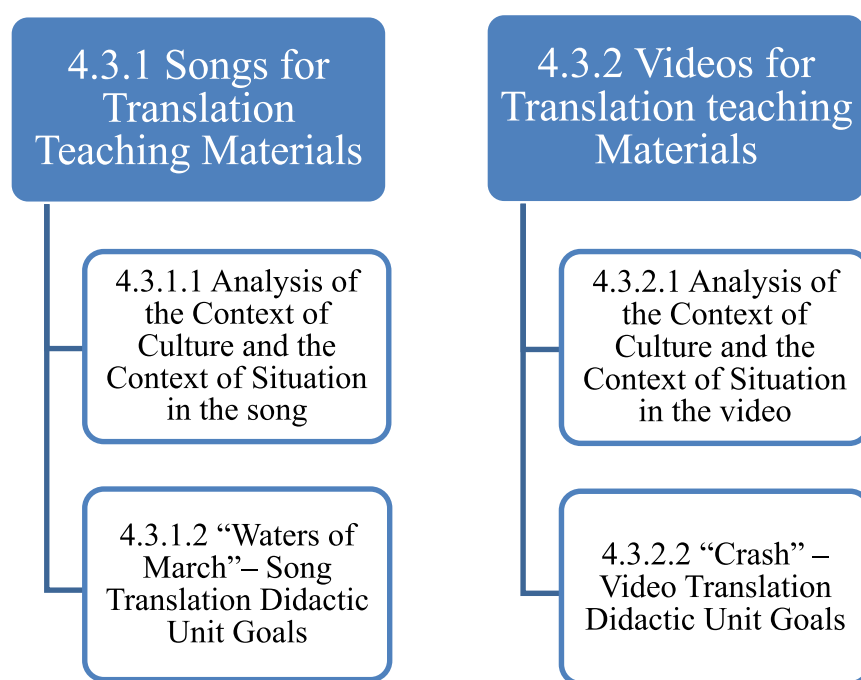 4.3.1 Songs for
Translation
Teaching Materials
4.3.1.1 Analysis of
the Context of
Culture and the
Context of Situation
in the song
4.3.1.2 “Waters of
March”– Song
Translation Didactic
Unit Goals
4.3.2 Videos for
Translation teaching
Materials
4.3.2.1 Analysis of
the Context of
Culture and the
Context of Situation
in the video
4.3.2.2 “Crash” –
Video Translation
Didactic Unit Goals